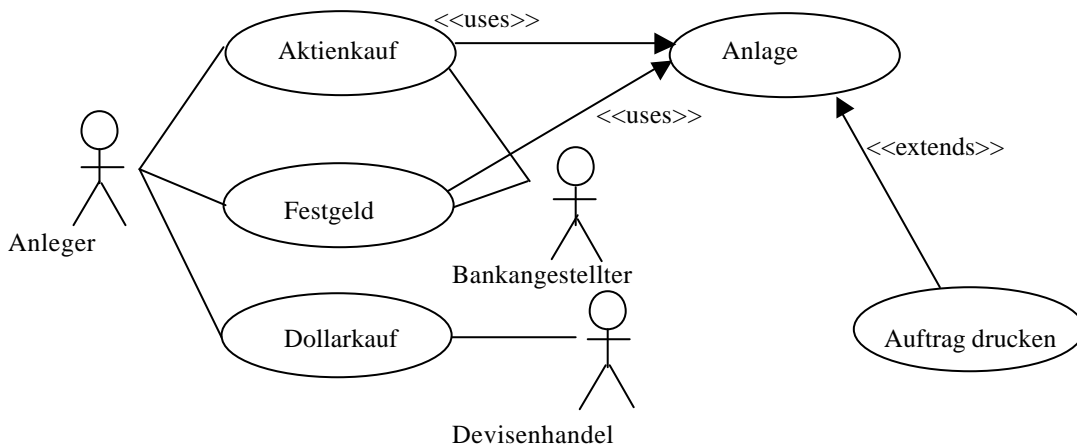 <<uses>>
Aktienkauf
Anlage
<<uses>>
<<extends>>
Festgeld
Anleger
Bankangestellter
Dollarkauf
Auftrag drucken
Devisenhandel